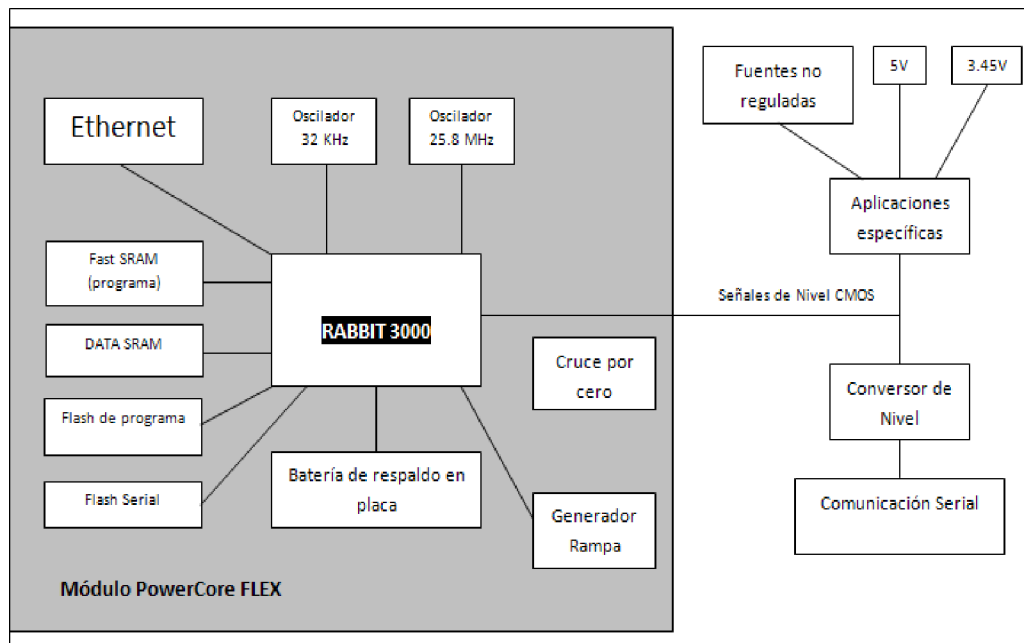 Fuentes no
reguladas
5V
3.45V
Ethernet
Oscilador
32 KHz
Oscilador
25.8 MHz
Aplicaciones
específicas
Fast SRAM
(programa)
Señales de Nivel CMOS
RABBIT 3000
DATA SRAM
Cruce por
cero
Flash de programa
Conversor de
Nivel
Batería de respaldo en
placa
Flash Serial
Generador
Rampa
Comunicación Serial
Módulo PowerCore FLEX